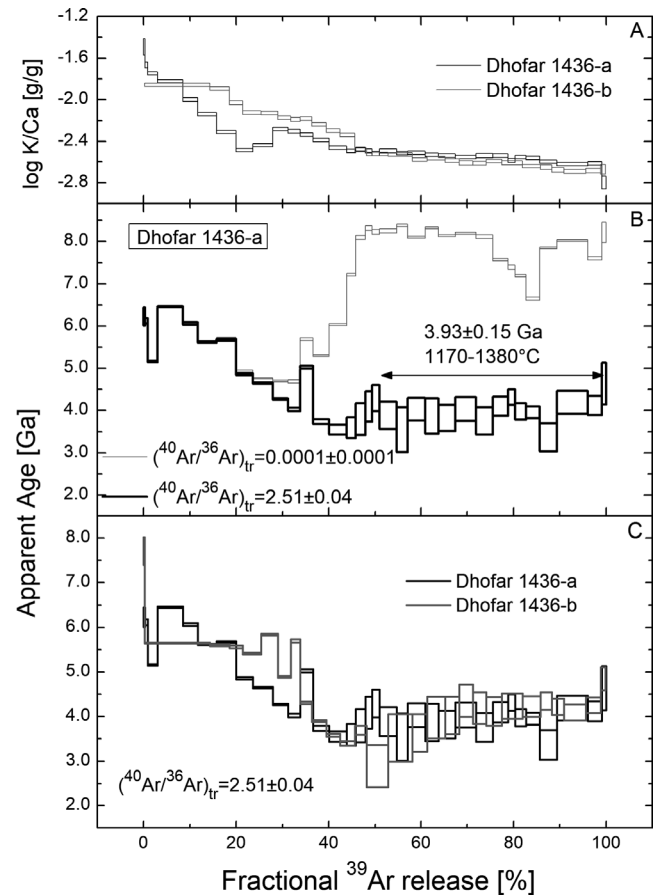 -1.2
A
-1.6
-2.0
-2.4
-2.8
log K/Ca [g/g]
Dhofar 1436-a
Dhofar 1436-b
B
Dhofar 1436-a
8.0
7.0
6.0
5.0
4.0
3.0
2.0
3.93±0.15 Ga
1170-1380°C
(⁴⁰Ar/³⁶Ar)tr=0.0001±0.0001
(⁴⁰Ar/³⁶Ar)tr=2.51±0.04
Apparent Age [Ga]
C
8.0
7.0
6.0
5.0
4.0
3.0
2.0
Dhofar 1436-a
Dhofar 1436-b
(⁴⁰Ar/³⁶Ar)tr=2.51±0.04
0 20 40 60 80 100
Fractional ³⁹Ar release [%]